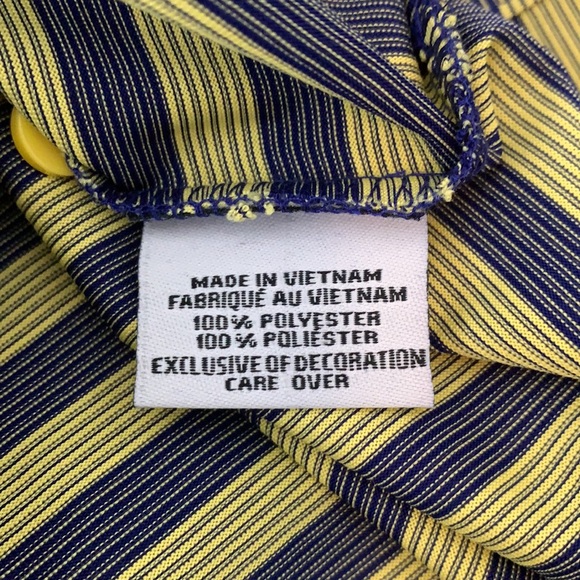 MADE IN VIETNAM
FABRIQUÉ AU VIETNAM
100% POLYESTER
100% POLIÉSTER
EXCLUSIVE OF DECORATION
CARE OVER